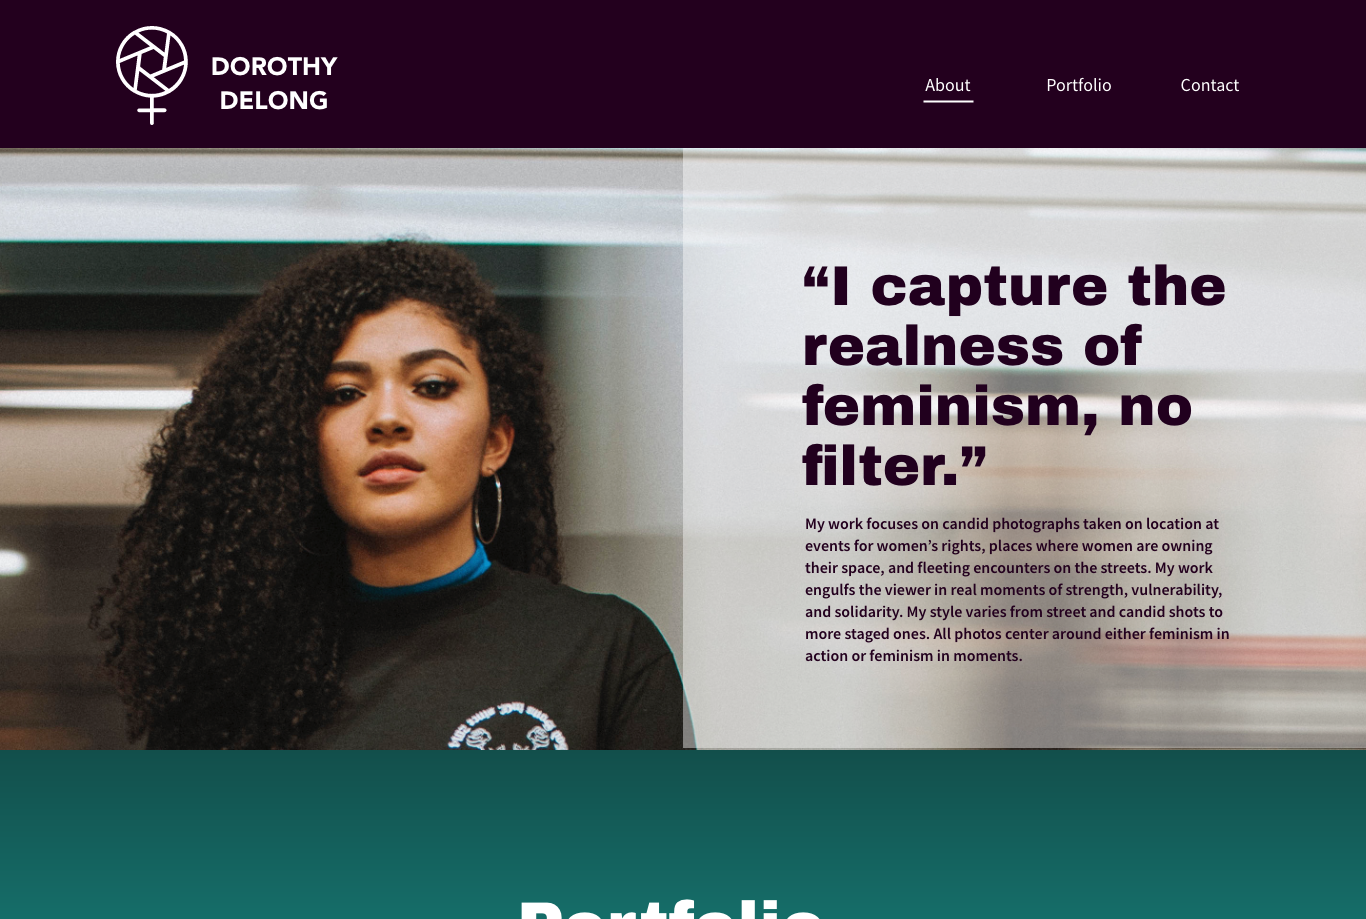 DOROTHY
DELONG
About
Portfolio
Contact
“I capture the
realness of
feminism, no
filter.”
My work focuses on candid photographs taken on location at
events for women’s rights, places where women are owning
their space, and fleeting encounters on the streets. My work
engulfs the viewer in real moments of strength, vulnerability,
and solidarity. My style varies from street and candid shots to
more staged ones. All photos center around either feminism in
action or feminism in moments.
Portfolio